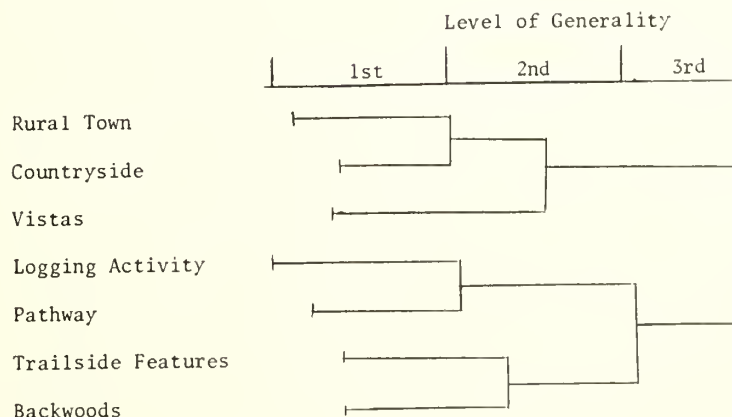 Level of Generality
1st 2nd 3rd
Rural Town
Countryside
Vistas
Logging Activity
Pathway
Trailside Features
Backwoods